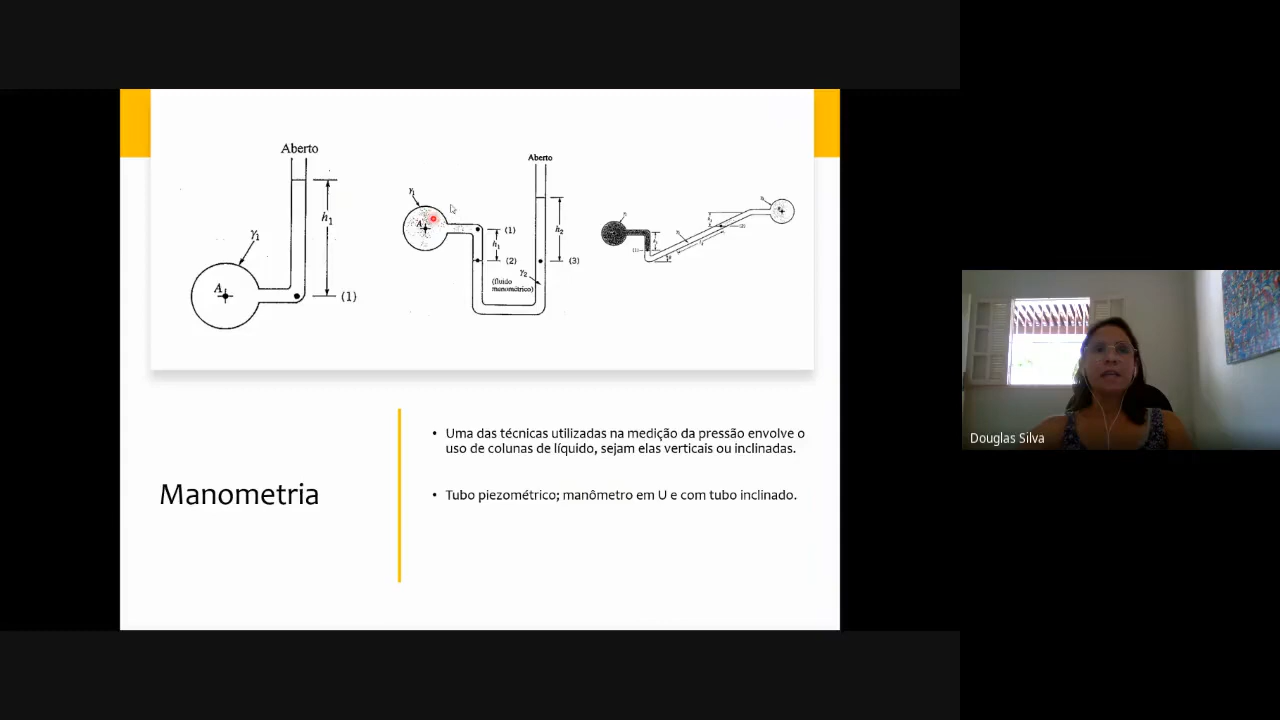 Aberto
h₁
γ₁
A
(1)
Aberto
γ₁
A
(1)
h₁
(2)
h₂
(3)
γ₂
(fluido
manométrico)
(1)
(2)
Manometria
• Uma das técnicas utilizadas na medição da pressão envolve o
uso de colunas de líquido, sejam elas verticais ou inclinadas.
• Tubo piezométrico; manômetro em U e com tubo inclinado.
Douglas Silva